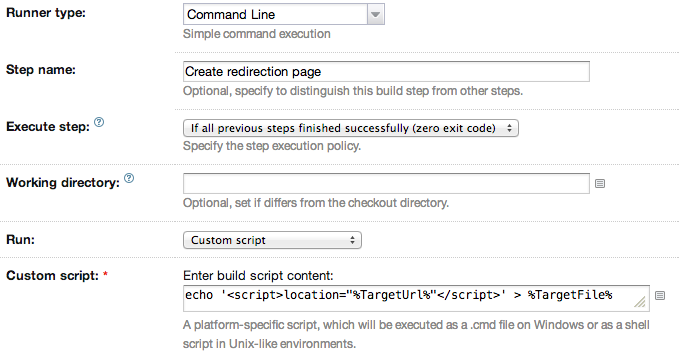 Runner type:
Command Line
Simple command execution
Step name:
Create redirection page
Optional, specify to distinguish this build step from other steps.
Execute step: ?
If all previous steps finished successfully (zero exit code)
Specify the step execution policy.
Working directory: ?
Optional, set if differs from the checkout directory.
Run:
Custom script
Custom script: *
Enter build script content:
echo '<script>location="%TargetUrl%"</script>' > %TargetFile%
A platform-specific script, which will be executed as a .cmd file on Windows or as a shell
script in Unix-like environments.